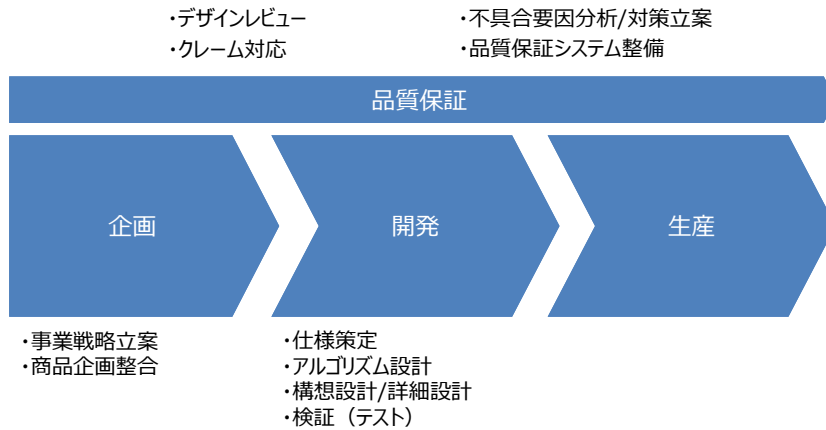 ・デザインレビュー
・クレーム対応
・不具合要因分析/対策立案
・品質保証システム整備
品質保証
企画
開発
生産
・事業戦略立案
・商品企画整合
・仕様策定
・アルゴリズム設計
・構想設計/詳細設計
・検証（テスト）